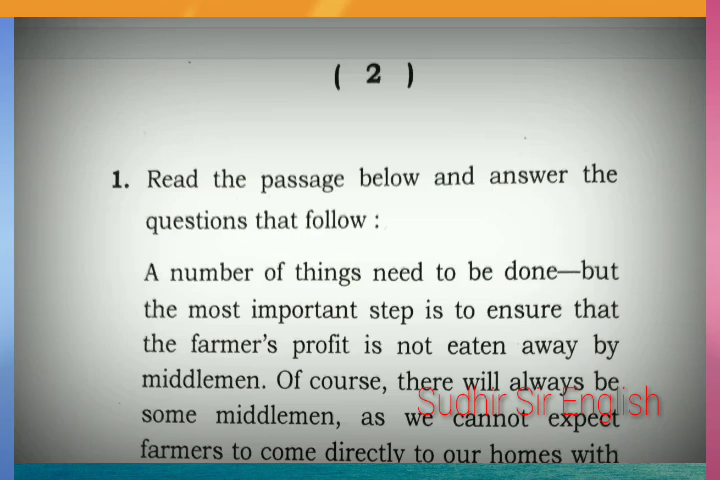 ( 2 )
1. Read the passage below and answer the
questions that follow :
A number of things need to be done—but
the most important step is to ensure that
the farmer's profit is not eaten away by
middlemen. Of course, there will always be
some middlemen, as we cannot expect
Sudhir Sir English
farmers to come directly to our homes with